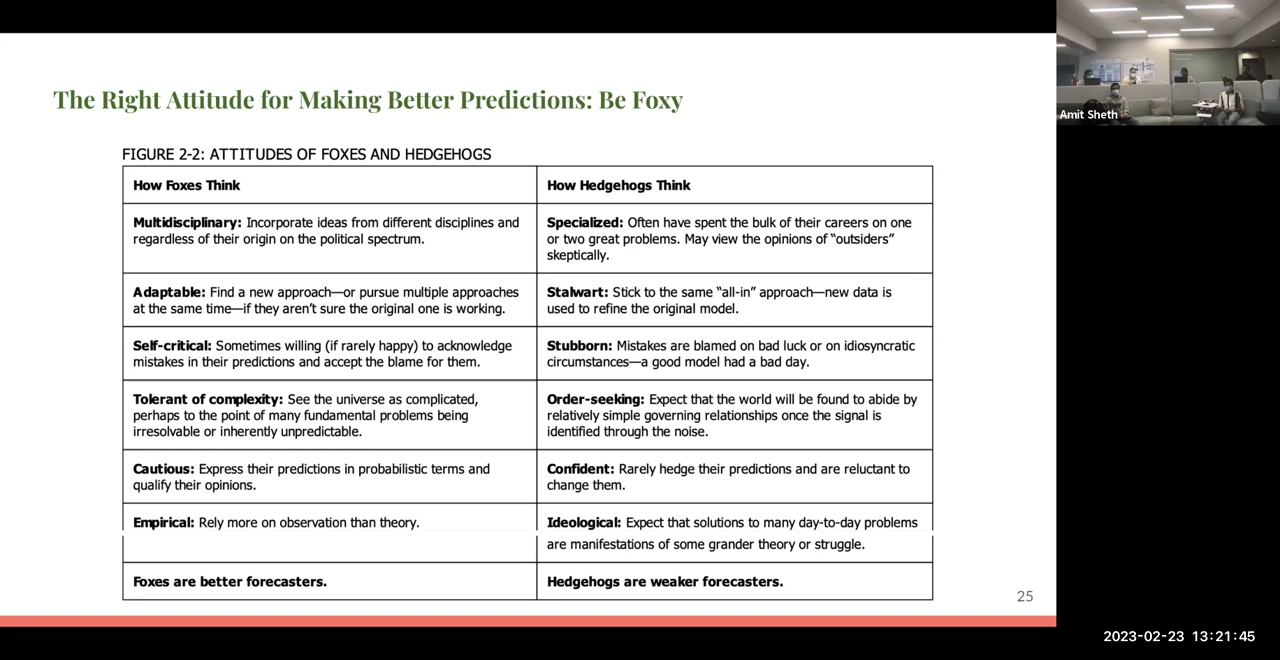 The Right Attitude for Making Better Predictions: Be Foxy
FIGURE 2-2: ATTITUDES OF FOXES AND HEDGEHOGS
How Foxes Think
How Hedgehogs Think
Multidisciplinary: Incorporate ideas from different disciplines and
regardless of their origin on the political spectrum.
Specialized: Often have spent the bulk of their careers on one
or two great problems. May view the opinions of “outsiders”
skeptically.
Adaptable: Find a new approach—or pursue multiple approaches
at the same time—if they aren’t sure the original one is working.
Stalwart: Stick to the same “all-in” approach—new data is
used to refine the original model.
Self-critical: Sometimes willing (if rarely happy) to acknowledge
mistakes in their predictions and accept the blame for them.
Stubborn: Mistakes are blamed on bad luck or on idiosyncratic
circumstances—a good model had a bad day.
Tolerant of complexity: See the universe as complicated,
perhaps to the point of many fundamental problems being
irresolvable or inherently unpredictable.
Order-seeking: Expect that the world will be found to abide by
relatively simple governing relationships once the signal is
identified through the noise.
Cautious: Express their predictions in probabilistic terms and
qualify their opinions.
Confident: Rarely hedge their predictions and are reluctant to
change them.
Empirical: Rely more on observation than theory.
Ideological: Expect that solutions to many day-to-day problems
are manifestations of some grander theory or struggle.
Foxes are better forecasters.
Hedgehogs are weaker forecasters.
25
Amit Sheth
2023-02-23 13:21:45